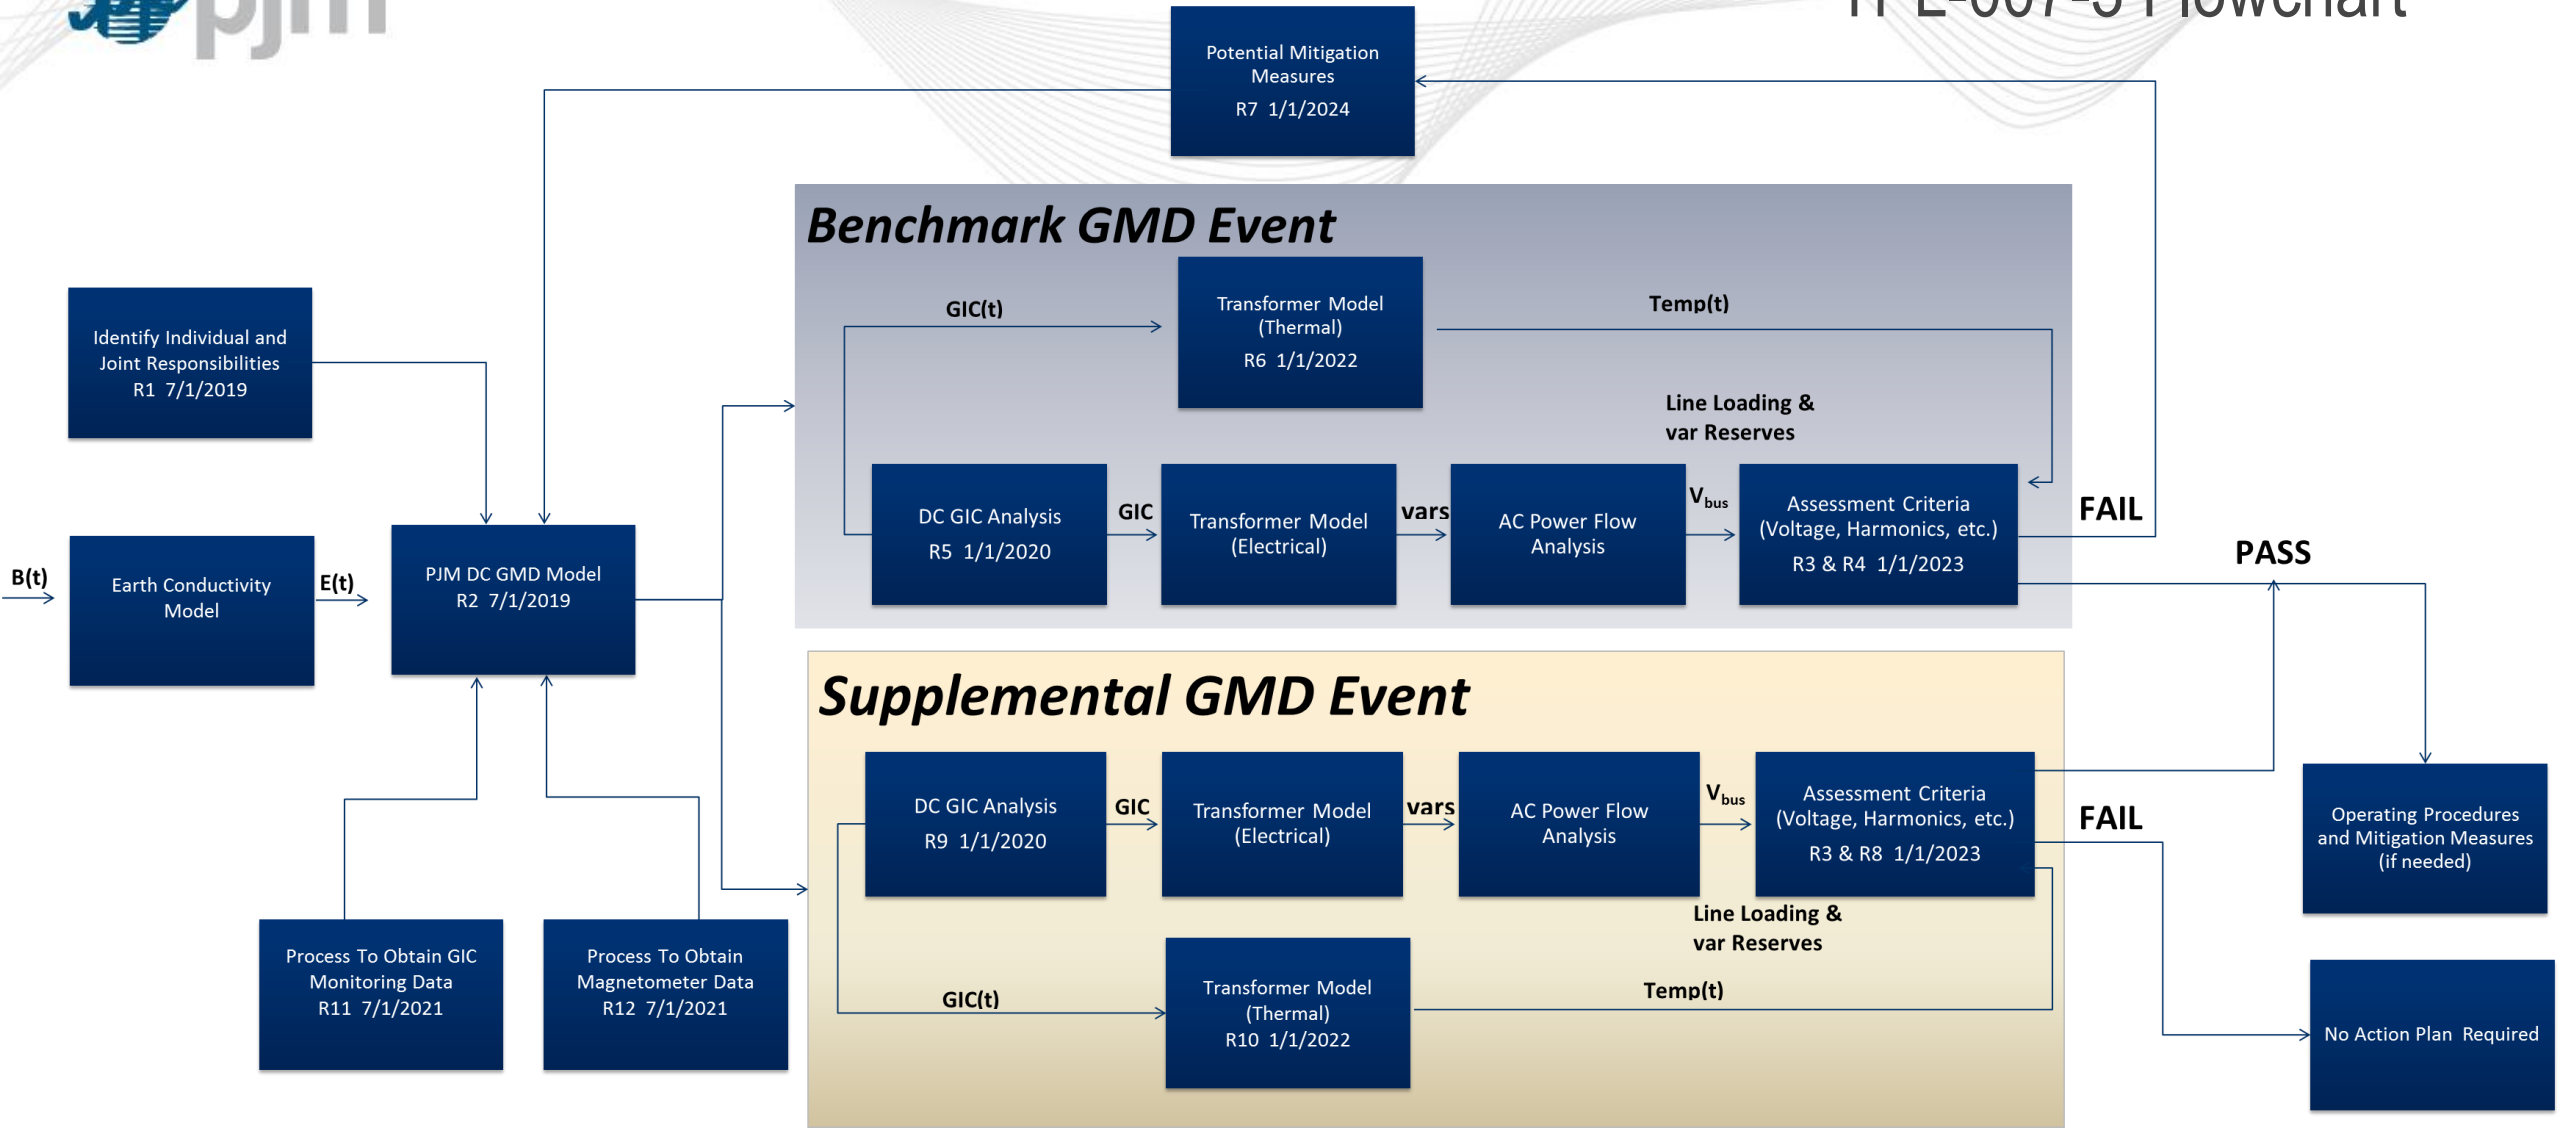 pjm
TPL-007-3 Flowchart
Potential Mitigation
Measures
R7 1/1/2024
Benchmark GMD Event
GIC(t)
Transformer Model
(Thermal)
R6 1/1/2022
Temp(t)
Identify Individual and
Joint Responsibilities
R1 7/1/2019
Line Loading &
var Reserves
DC GIC Analysis
R5 1/1/2020
GIC
Transformer Model
(Electrical)
vars
AC Power Flow
Analysis
Vbus
Assessment Criteria
(Voltage, Harmonics, etc.)
R3 & R4 1/1/2023
FAIL
PASS
B(t)
Earth Conductivity
Model
E(t)
PJM DC GMD Model
R2 7/1/2019
Supplemental GMD Event
DC GIC Analysis
R9 1/1/2020
GIC
Transformer Model
(Electrical)
vars
AC Power Flow
Analysis
Vbus
Assessment Criteria
(Voltage, Harmonics, etc.)
R3 & R8 1/1/2023
FAIL
Operating Procedures
and Mitigation Measures
(if needed)
Line Loading &
var Reserves
Process To Obtain GIC
Monitoring Data
R11 7/1/2021
Process To Obtain
Magnetometer Data
R12 7/1/2021
GIC(t)
Transformer Model
(Thermal)
R10 1/1/2022
Temp(t)
No Action Plan Required